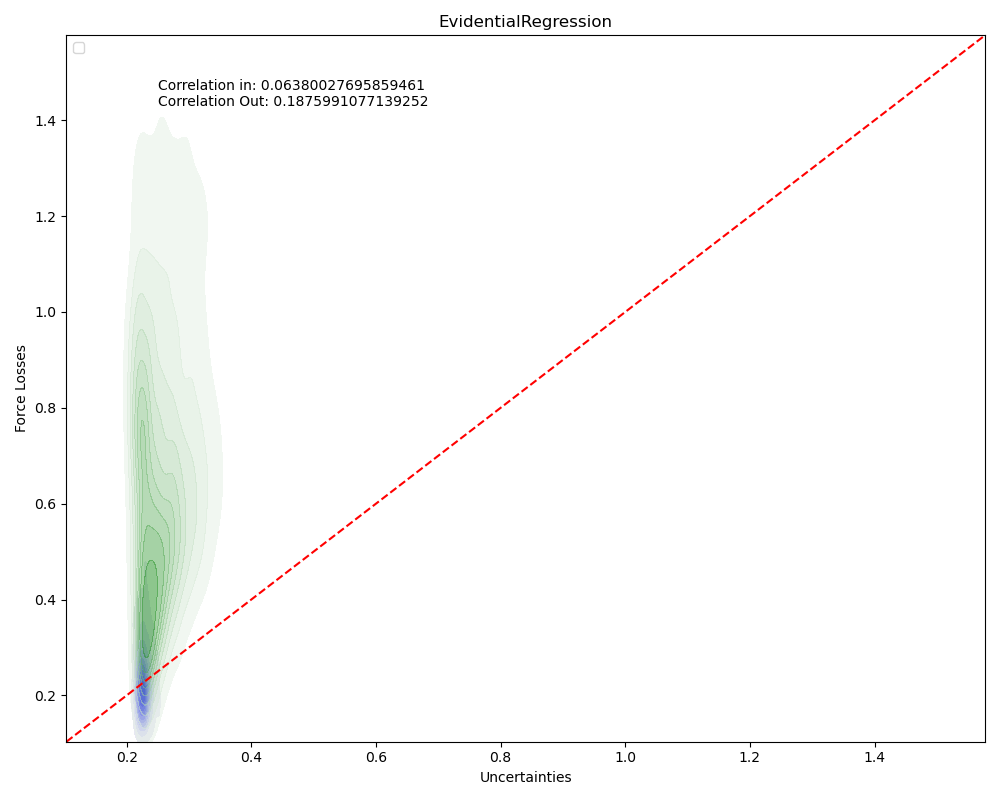 EvidentialRegression
Correlation in: 0.06380027695859461
Correlation Out: 0.1875991077139252
1.4
1.2
1.0
0.8
0.6
0.4
0.2
Force Losses
0.2 0.4 0.6 0.8 1.0 1.2 1.4
Uncertainties